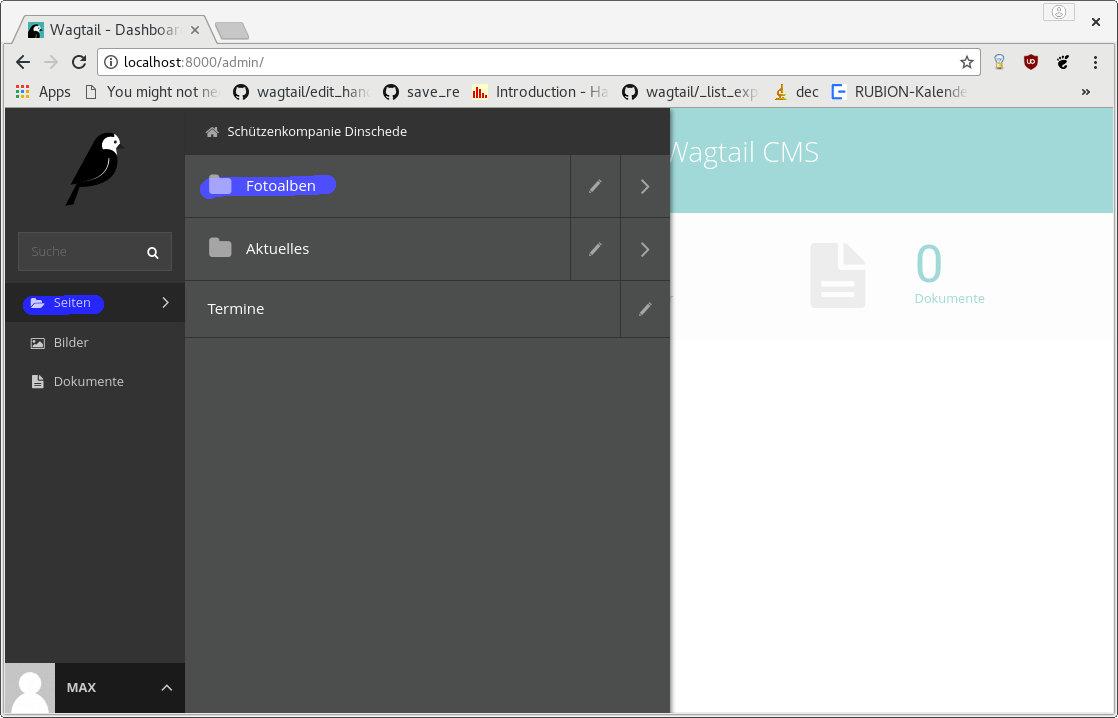 Wagtail - Dashboar
localhost:8000/admin/
Apps You might not ne wagtail/edit_hand save_re Introduction - Ha wagtail/_list_exp dec RUBION-Kalende »
Schützenkompanie Dinschede
Wagtail CMS
Fotoalben
Suche
Aktuelles
0
Dokumente
Seiten
Termine
Bilder
Dokumente
MAX